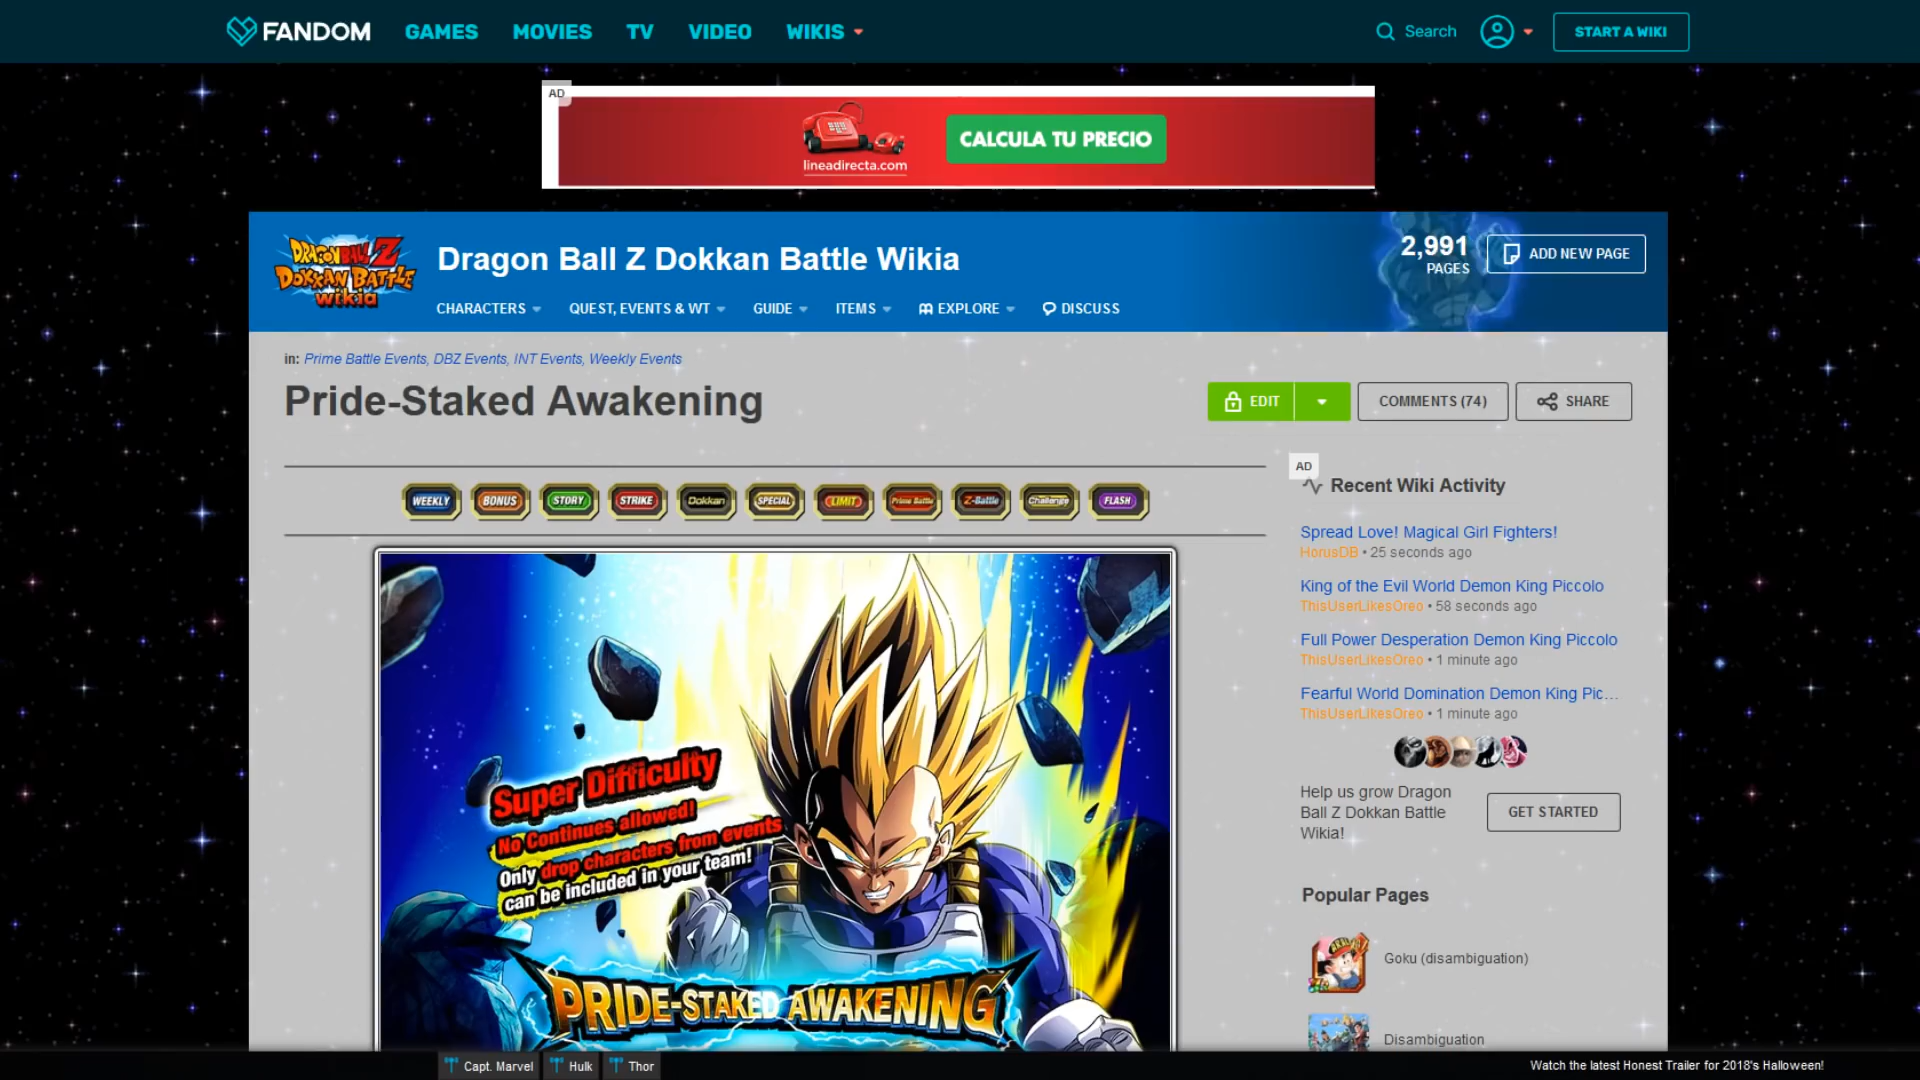 FANDOM
GAMES
MOVIES
TV
VIDEO
WIKIS
Search
START A WIKI
AD
lineadirecta.com
CALCULA TU PRECIO
DRAGONBALL Z
DOKKAN BATTLE
wikia
Dragon Ball Z Dokkan Battle Wikia
2,991
PAGES
ADD NEW PAGE
CHARACTERS
QUEST, EVENTS & WT
GUIDE
ITEMS
EXPLORE
DISCUSS
in: Prime Battle Events, DBZ Events, INT Events, Weekly Events
Pride-Staked Awakening
EDIT
COMMENTS (74)
SHARE
WEEKLY
BONUS
STORY
STRIKE
Dokkan
SPECIAL
LIMIT
Prime Battle
Z-Battle
Challenge
FLASH
Super Difficulty
No Continues allowed!
Only drop characters from events
can be included in your team!
PRIDE-STAKED AWAKENING
AD
Recent Wiki Activity
Spread Love! Magical Girl Fighters!
HorusDB • 25 seconds ago
King of the Evil World Demon King Piccolo
ThisUserLikesOreo • 58 seconds ago
Full Power Desperation Demon King Piccolo
ThisUserLikesOreo • 1 minute ago
Fearful World Domination Demon King Pic...
ThisUserLikesOreo • 1 minute ago
Help us grow Dragon
Ball Z Dokkan Battle
Wikia!
GET STARTED
Popular Pages
Goku (disambiguation)
Disambiguation
Capt. Marvel
Hulk
Thor
Watch the latest Honest Trailer for 2018's Halloween!